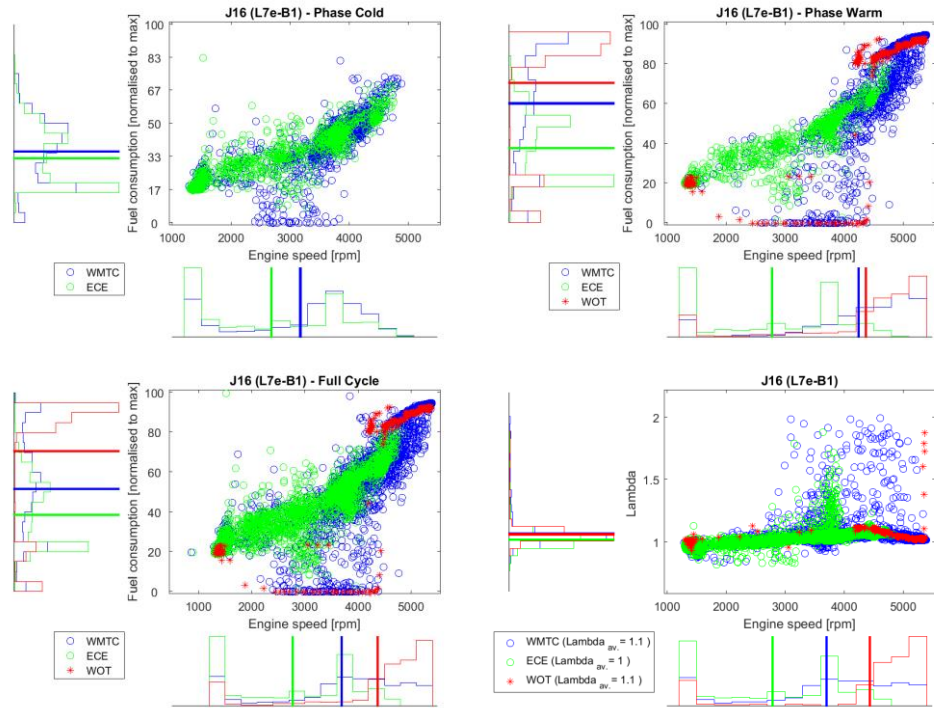 J16 (L7e-B1) - Phase Cold
Fuel consumption [normalised to max]
100
83
67
50
33
17
0
1000 2000 3000 4000 5000
Engine speed [rpm]
WMTC
ECE
J16 (L7e-B1) - Phase Warm
Fuel consumption [normalised to max]
100
80
60
40
20
0
1000 2000 3000 4000 5000
Engine speed [rpm]
WMTC
ECE
WOT
J16 (L7e-B1) - Full Cycle
Fuel consumption [normalised to max]
100
80
60
40
20
0
1000 2000 3000 4000 5000
Engine speed [rpm]
WMTC
ECE
WOT
J16 (L7e-B1)
Lambda
2
1.5
1
1000 2000 3000 4000 5000
Engine speed [rpm]
WMTC (Lambda av. = 1.1 )
ECE (Lambda av. = 1 )
WOT (Lambda av. = 1.1 )